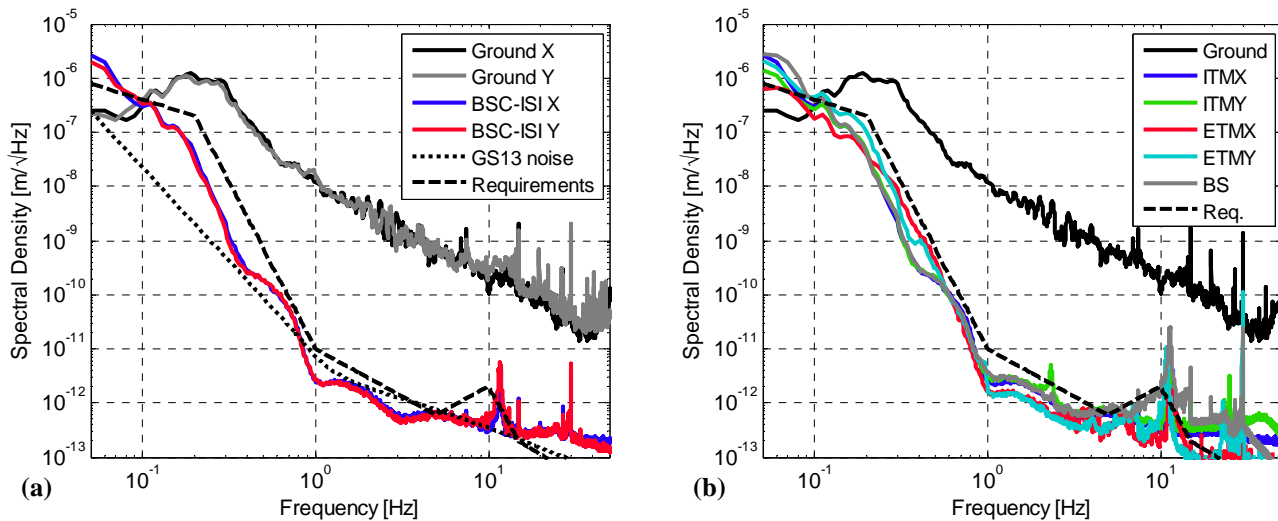 10^-5
10^-6
10^-7
10^-8
10^-9
10^-10
10^-11
10^-12
10^-13
Spectral Density [m/√Hz]
Ground X
Ground Y
BSC-ISI X
BSC-ISI Y
GS13 noise
Requirements
10^-1
10^0
10^1
Frequency [Hz]
(a)
10^-5
10^-6
10^-7
10^-8
10^-9
10^-10
10^-11
10^-12
10^-13
Spectral Density [m/√Hz]
Ground
ITMX
ITMY
ETMX
ETMY
BS
Req.
10^-1
10^0
10^1
Frequency [Hz]
(b)